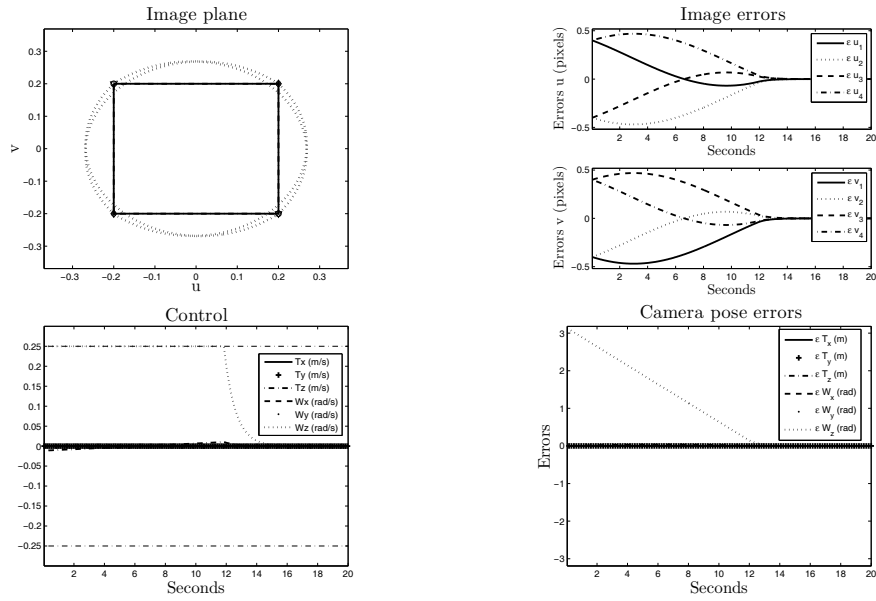 Image plane
0.3
0.2
0.1
0
−0.1
−0.2
−0.3
v
−0.3
−0.2
−0.1
0
0.1
0.2
0.3
u
Image errors
0.5
0
−0.5
Errors u (pixels)
ε u1
ε u2
ε u3
ε u4
2
4
6
8
10
12
14
16
18
20
Seconds
0.5
0
−0.5
Errors v (pixels)
ε v1
ε v2
ε v3
ε v4
2
4
6
8
10
12
14
16
18
20
Seconds
Control
0.25
0.2
0.15
0.1
0.05
0
−0.05
−0.1
0.15
0.2
−0.25
Tx (m/s)
Ty (m/s)
Tz (m/s)
Wx (rad/s)
Wy (rad/s)
Wz (rad/s)
2
4
6
8
10
12
14
16
18
20
Seconds
Camera pose errors
3
2
1
0
−1
−2
−3
Errors
ε Tx (m)
ε Ty (m)
ε Tz (m)
ε Wx (rad)
ε Wy (rad)
ε Wz (rad)
2
4
6
8
10
12
14
16
18
20
Seconds